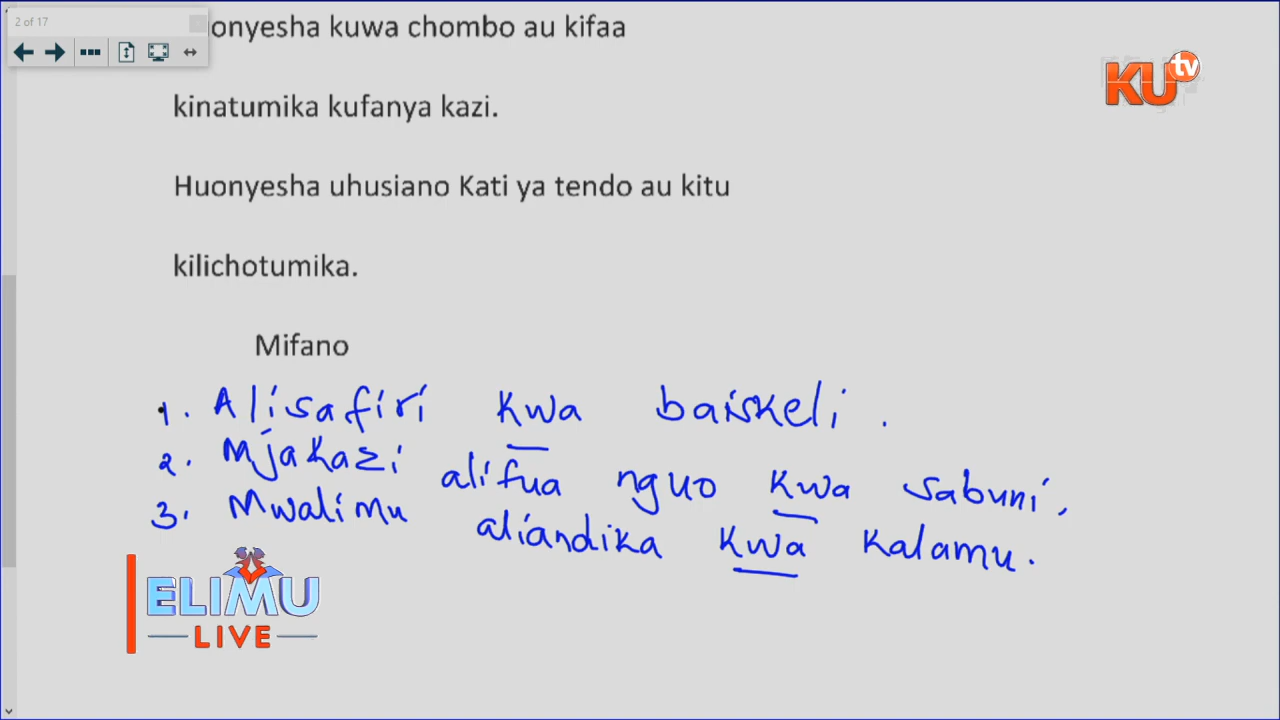 2 of 17
uonyesha kuwa chombo au kifaa
KU tv
kinatumika kufanya kazi.
Huonyesha uhusiano Kati ya tendo au kitu
kilichotumika.
Mifano
1. Alisafiri kwa baiskeli.
2. Mjakazi alifua nguo kwa sabuni,
3. Mwalimu aliandika kwa kalamu.
ELIMU
LIVE